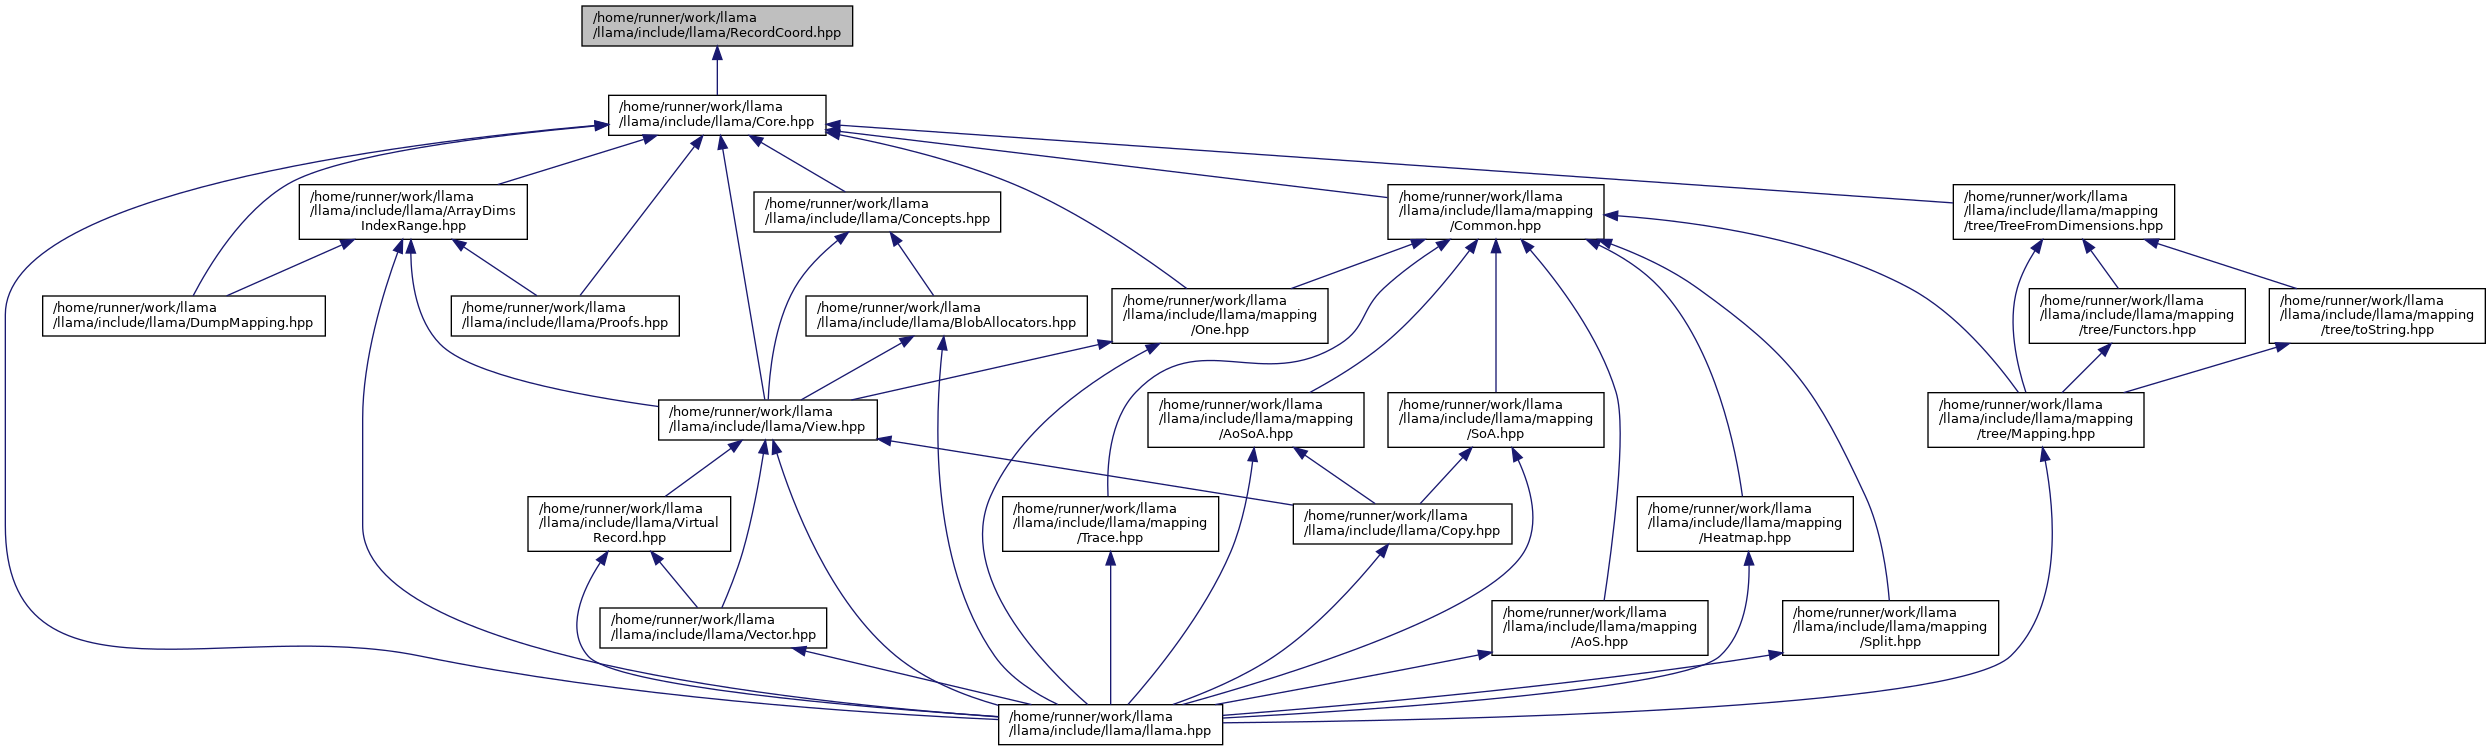 /home/runner/work/llama
/llama/include/llama/RecordCoord.hpp
/home/runner/work/llama
/llama/include/llama/Core.hpp
/home/runner/work/llama
/llama/include/llama/ArrayDims
IndexRange.hpp
/home/runner/work/llama
/llama/include/llama/Concepts.hpp
/home/runner/work/llama
/llama/include/llama/mapping
/Common.hpp
/home/runner/work/llama
/llama/include/llama/mapping
/tree/TreeFromDimensions.hpp
/home/runner/work/llama
/llama/include/llama/DumpMapping.hpp
/home/runner/work/llama
/llama/include/llama/Proofs.hpp
/home/runner/work/llama
/llama/include/llama/BlobAllocators.hpp
/home/runner/work/llama
/llama/include/llama/mapping
/One.hpp
/home/runner/work/llama
/llama/include/llama/mapping
/tree/Functors.hpp
/home/runner/work/llama
/llama/include/llama/mapping
/tree/toString.hpp
/home/runner/work/llama
/llama/include/llama/View.hpp
/home/runner/work/llama
/llama/include/llama/mapping
/AoSoA.hpp
/home/runner/work/llama
/llama/include/llama/mapping
/SoA.hpp
/home/runner/work/llama
/llama/include/llama/mapping
/tree/Mapping.hpp
/home/runner/work/llama
/llama/include/llama/Virtual
Record.hpp
/home/runner/work/llama
/llama/include/llama/mapping
/Trace.hpp
/home/runner/work/llama
/llama/include/llama/Copy.hpp
/home/runner/work/llama
/llama/include/llama/mapping
/Heatmap.hpp
/home/runner/work/llama
/llama/include/llama/Vector.hpp
/home/runner/work/llama
/llama/include/llama/mapping
/AoS.hpp
/home/runner/work/llama
/llama/include/llama/mapping
/Split.hpp
/home/runner/work/llama
/llama/include/llama/llama.hpp